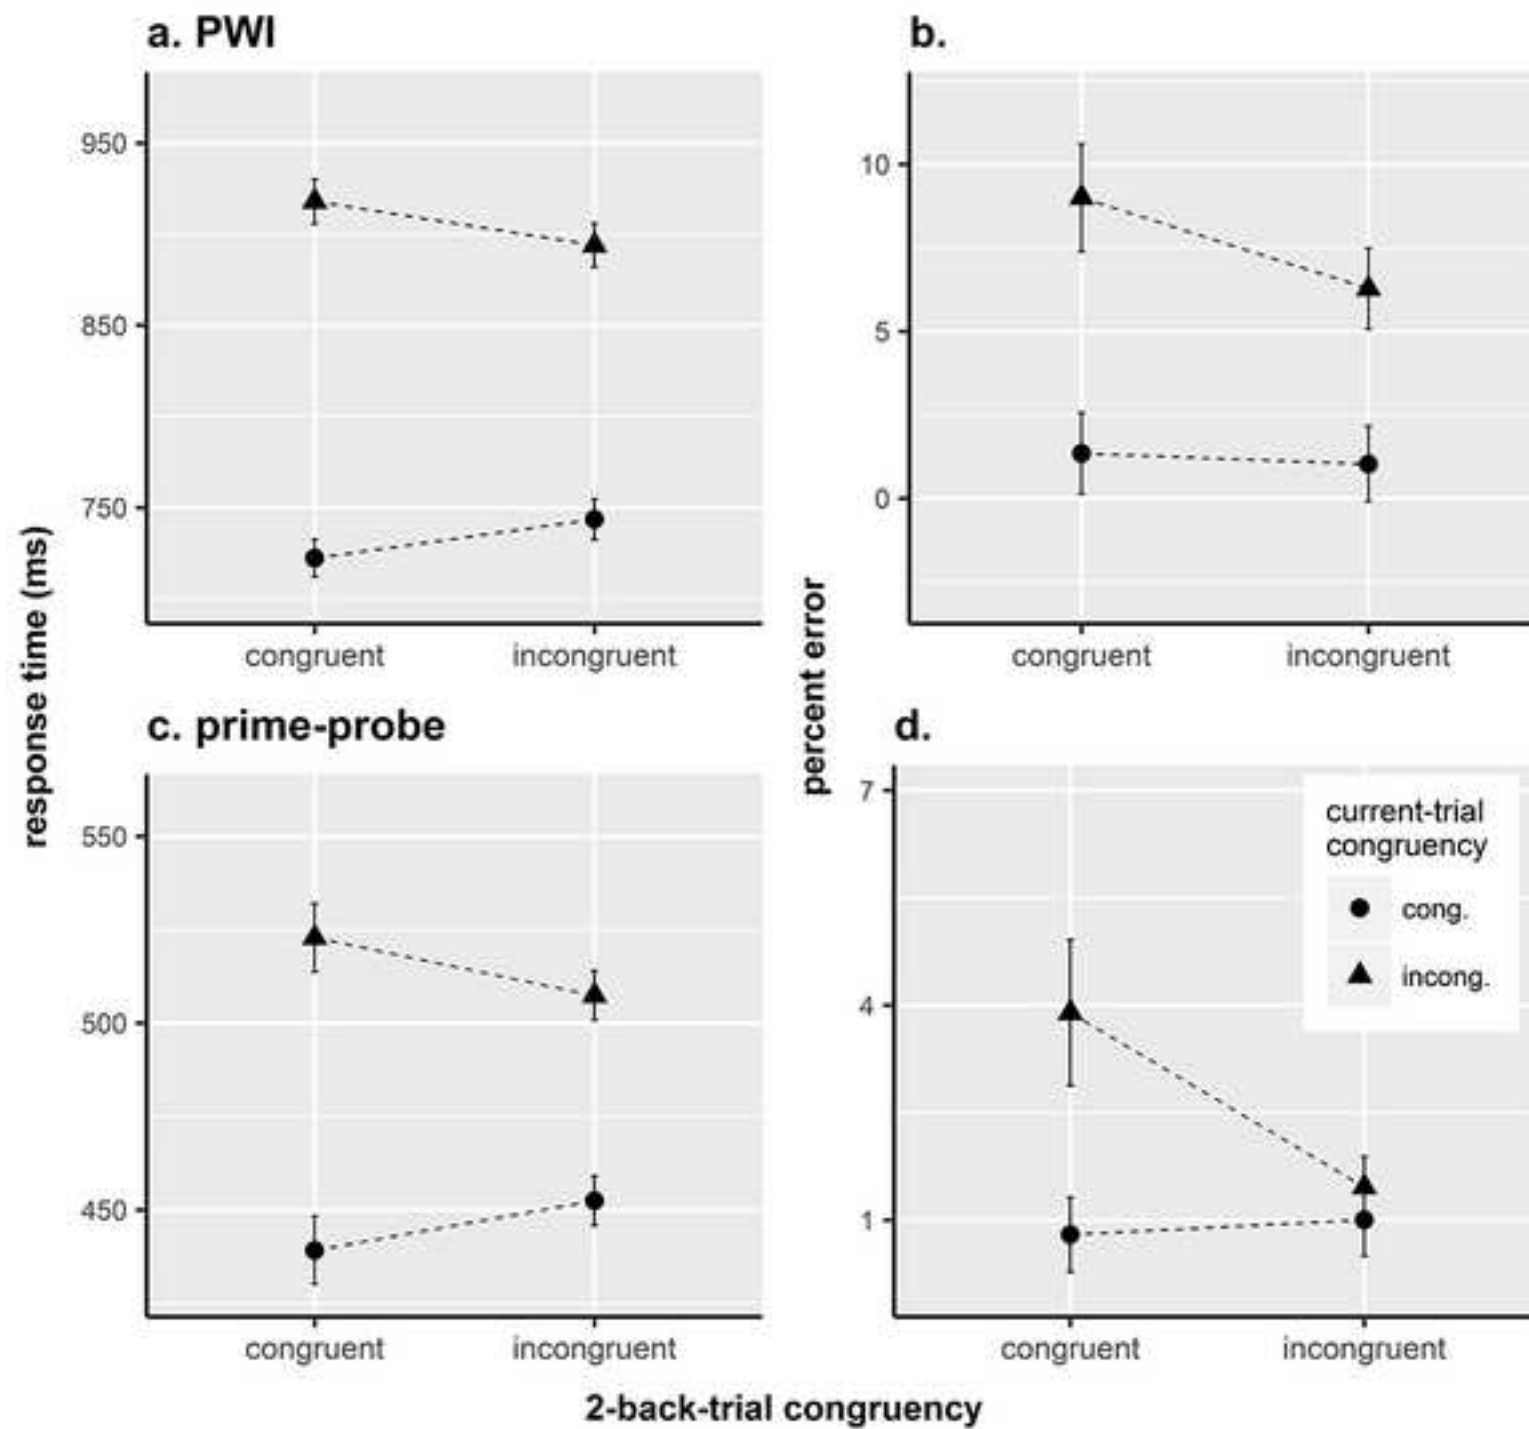 a. PWI
950
850
750
congruent incongruent
b.
10
5
0
congruent incongruent
response time (ms)
percent error
c. prime-probe
550
500
450
congruent incongruent
d.
7
4
1
current-trial
congruency
cong.
incong.
congruent incongruent
2-back-trial congruency